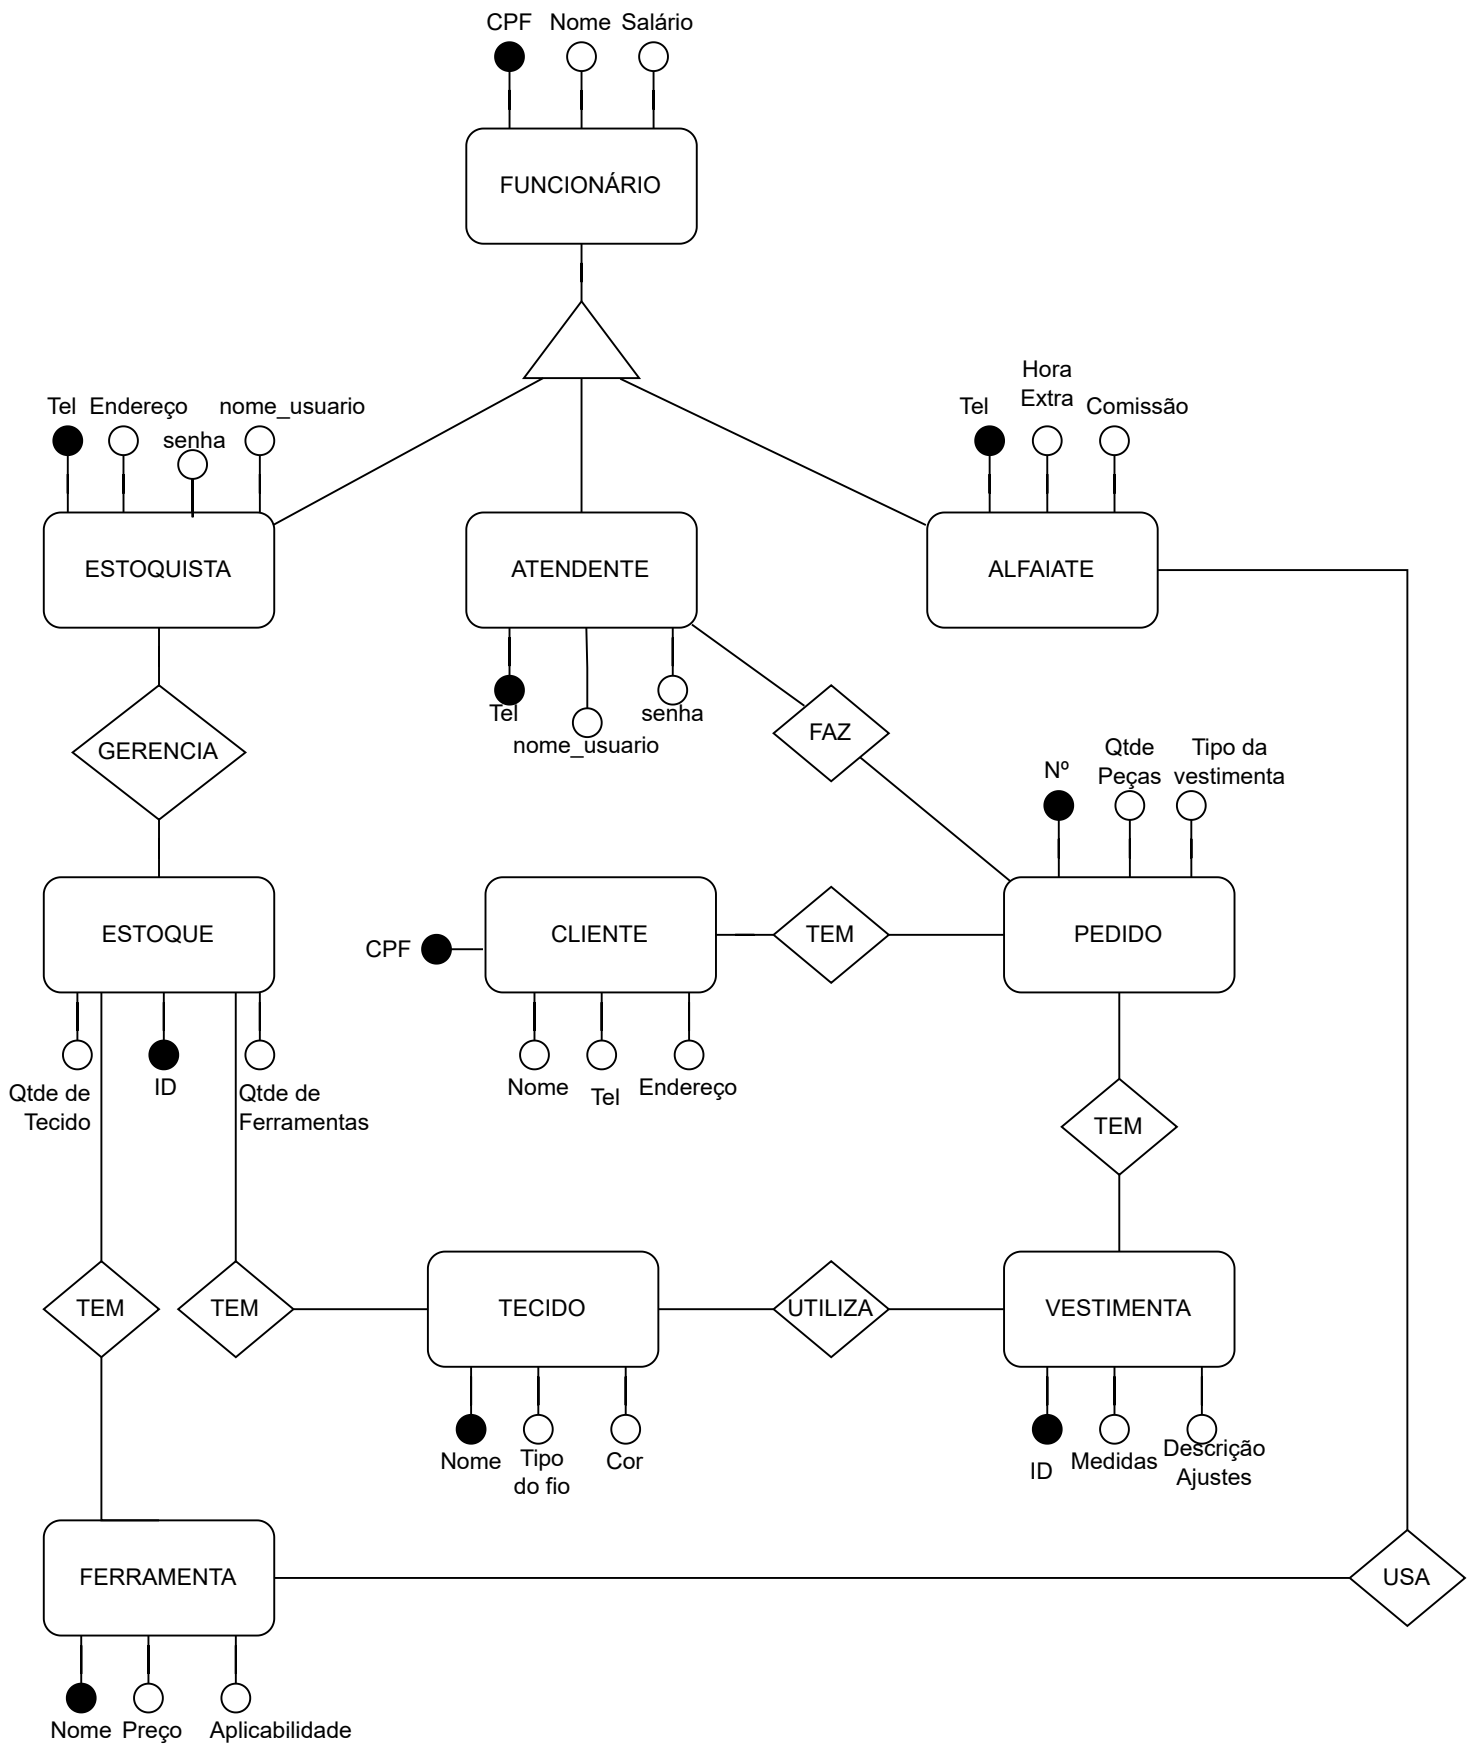 CPF Nome Salário
FUNCIONÁRIO
Hora
Extra
Tel Endereço nome_usuario
senha
Tel Comissão
ESTOQUISTA
ATENDENTE
ALFAIATE
Tel
nome_usuario
senha
FAZ
GERENCIA
Nº
Qtde
Peças
Tipo da
vestimenta
ESTOQUE
CPF
CLIENTE
TEM
PEDIDO
Qtde de
Tecido
ID
Qtde de
Ferramentas
Nome
Tel
Endereço
TEM
TEM
TEM
TECIDO
UTILIZA
VESTIMENTA
Nome
Tipo
do fio
Cor
ID
Medidas
Descrição
Ajustes
FERRAMENTA
USA
Nome Preço Aplicabilidade